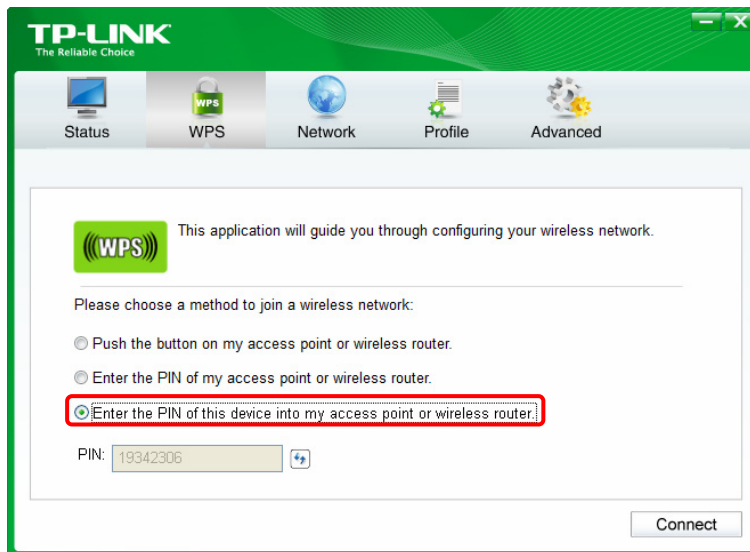 TP-LINK
The Reliable Choice
Status WPS Network Profile Advanced
WPS
(((WPS))) This application will guide you through configuring your wireless network.
Please choose a method to join a wireless network:
Push the button on my access point or wireless router.
Enter the PIN of my access point or wireless router.
Enter the PIN of this device into my access point or wireless router.
PIN: 19342306
Connect